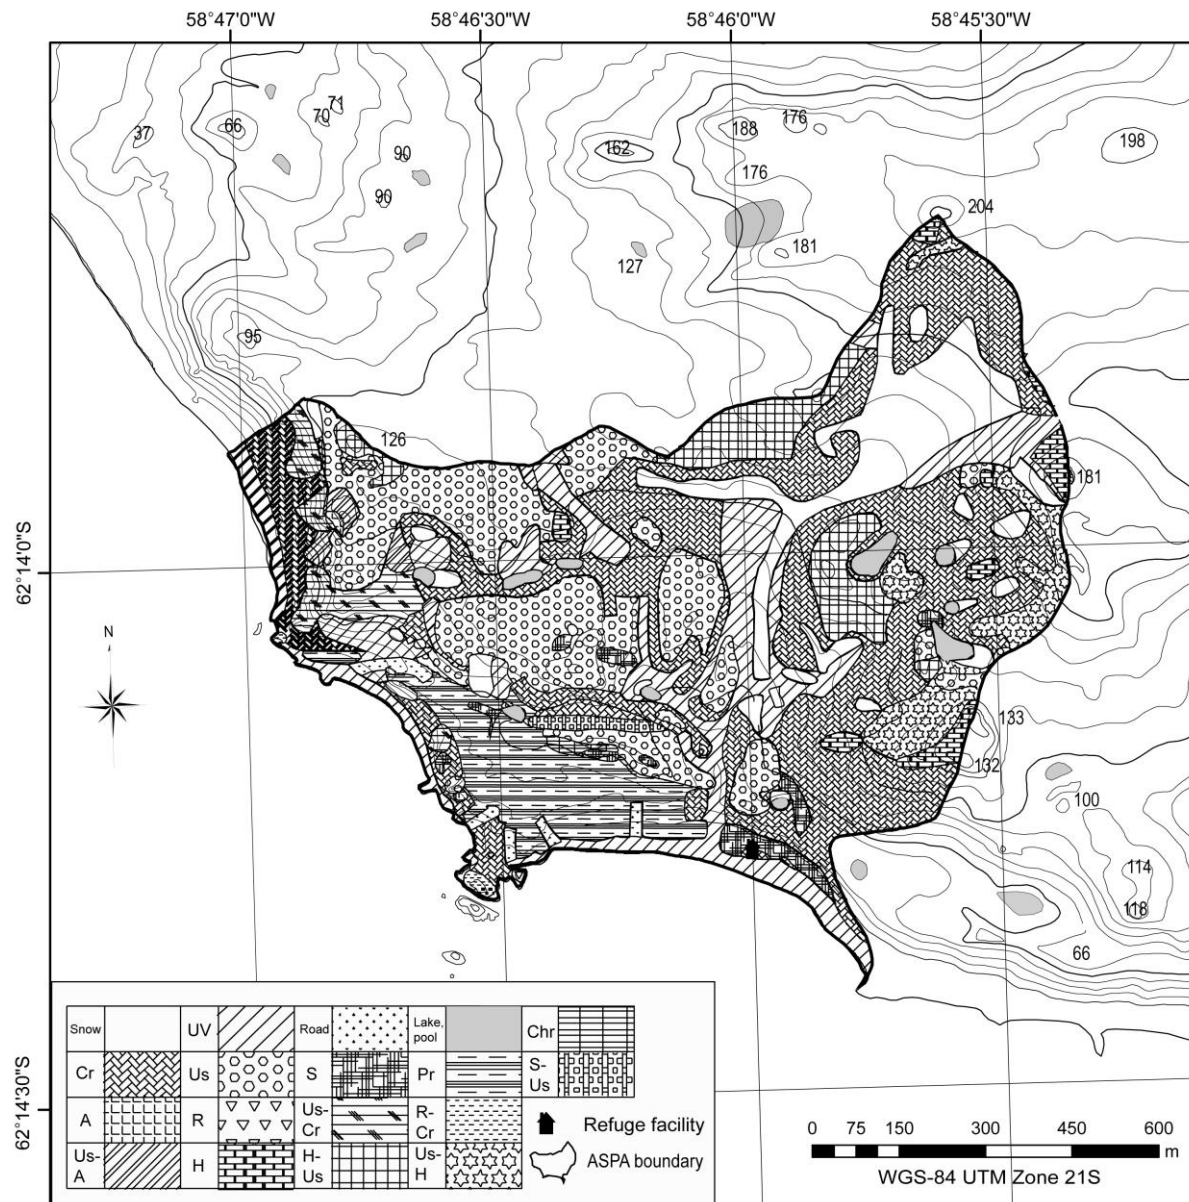 58°47'0"W 58°46'30"W 58°46'0"W 58°45'30"W
71
70
66
37
90
90
95
162
188
176
176
198
204
181
127
126
181
62°14'0"S
N
133
132
100
114
118
66
62°14'30"S
Snow UV Road Lake, pool Chr
Cr Us S Pr S-Us
A R Us-Cr R-Cr
Us-A H H-Us Us-H
Refuge facility
ASPA boundary
0 75 150 300 450 600 m
WGS-84 UTM Zone 21S